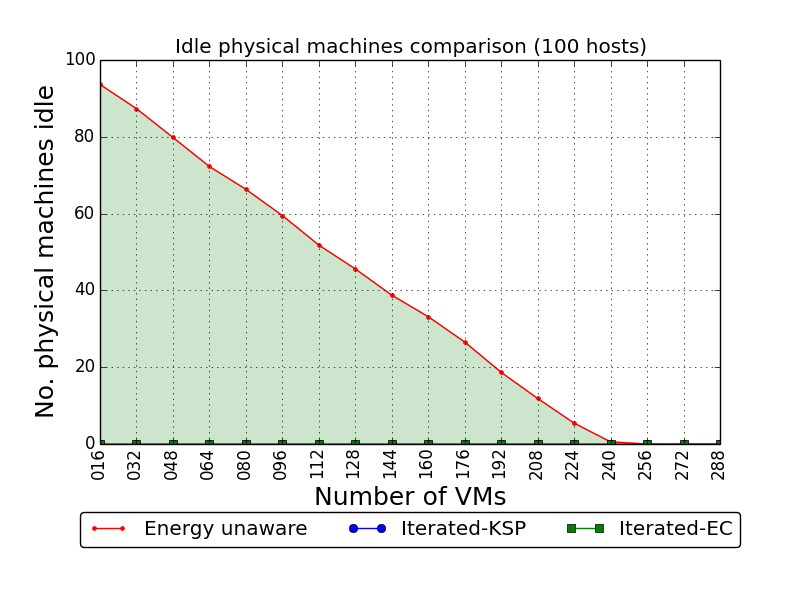 Idle physical machines comparison (100 hosts)
No. physical machines idle
100
80
60
40
20
0
016 032 048 064 080 096 112 128 144 160 176 192 208 224 240 256 272 288
Number of VMs
Energy unaware Iterated-KSP Iterated-EC